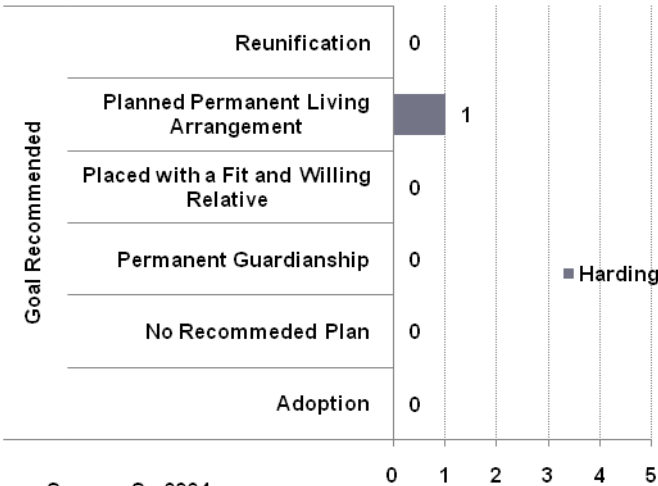 Reunification
0
Planned Permanent Living
Arrangement
1
Placed with a Fit and Willing
Relative
0
Goal Recommended
Permanent Guardianship
0
Harding
No Recommeded Plan
0
Adoption
0
0 1 2 3 4 5